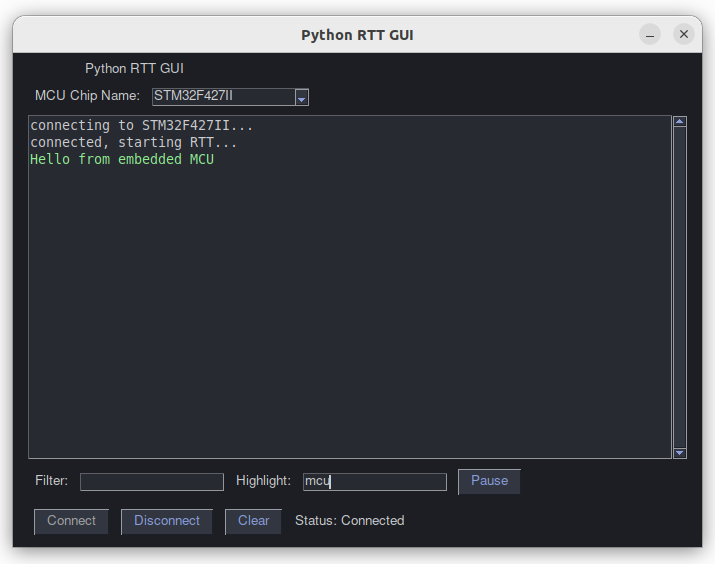 Python RTT GUI
Python RTT GUI
MCU Chip Name: STM32F427II
connecting to STM32F427II...
connected, starting RTT...
Hello from embedded MCU
Filter: Highlight: mcu Pause
Connect Disconnect Clear Status: Connected